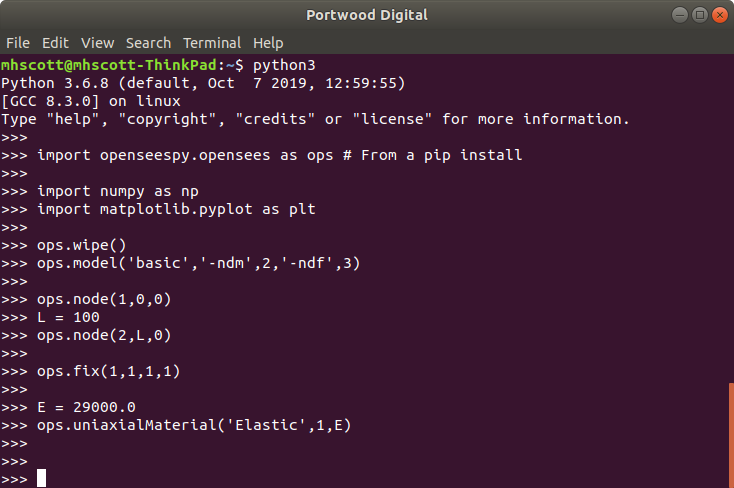 Portwood Digital
File Edit View Search Terminal Help
mhscott@mhscott-ThinkPad:~$ python3
Python 3.6.8 (default, Oct  7 2019, 12:59:55)
[GCC 8.3.0] on linux
Type "help", "copyright", "credits" or "license" for more information.
>>>
>>> import openseespy.opensees as ops # From a pip install
>>>
>>> import numpy as np
>>> import matplotlib.pyplot as plt
>>>
>>> ops.wipe()
>>> ops.model('basic','-ndm',2,'-ndf',3)
>>>
>>> ops.node(1,0,0)
>>> L = 100
>>> ops.node(2,L,0)
>>>
>>> ops.fix(1,1,1,1)
>>>
>>> E = 29000.0
>>> ops.uniaxialMaterial('Elastic',1,E)
>>>
>>>
>>>